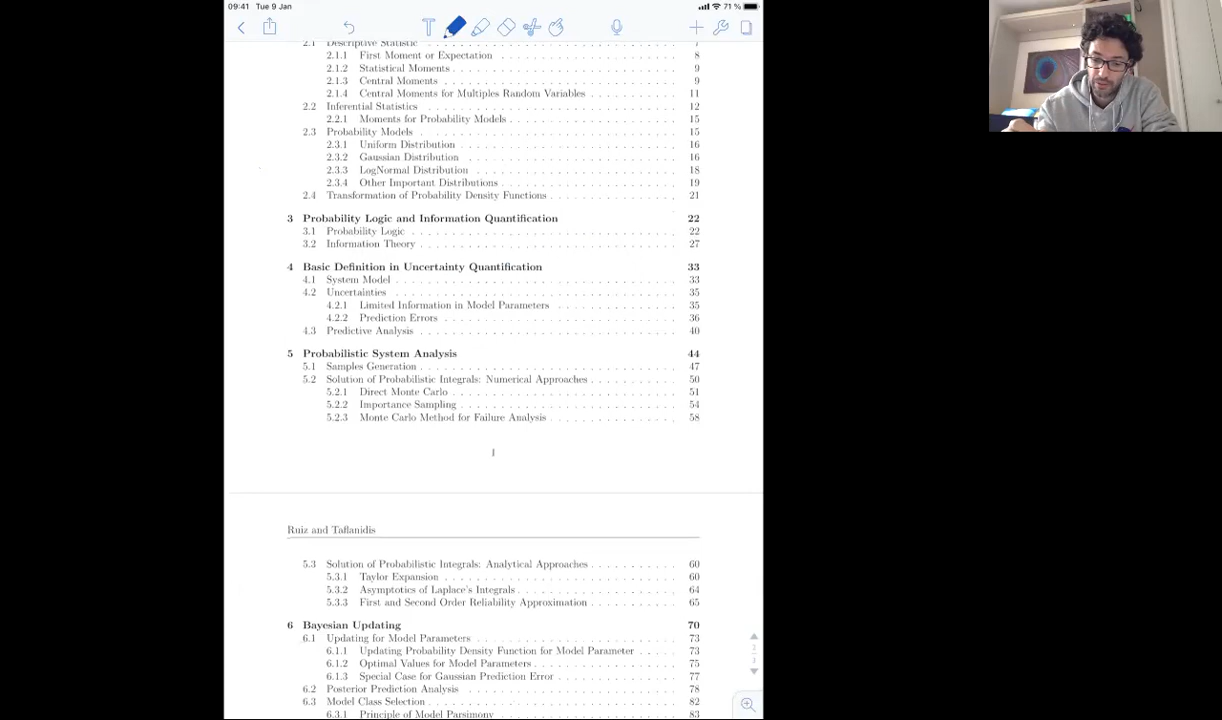 09:41 Tue 9 Jan
71 %
2.1 Descriptive Statistic . . . . . . . . . . 7
2.1.1 First Moment or Expectation . . . . . . . . . . 8
2.1.2 Statistical Moments . . . . . . . . . . 9
2.1.3 Central Moments . . . . . . . . . . 9
2.1.4 Central Moments for Multiples Random Variables . . . . . . . . . . 11
2.2 Inferential Statistics . . . . . . . . . . 12
2.2.1 Moments for Probability Models . . . . . . . . . . 15
2.3 Probability Models . . . . . . . . . . 15
2.3.1 Uniform Distribution . . . . . . . . . . 16
2.3.2 Gaussian Distribution . . . . . . . . . . 16
2.3.3 LogNormal Distribution . . . . . . . . . . 18
2.3.4 Other Important Distributions . . . . . . . . . . 19
2.4 Transformation of Probability Density Functions . . . . . . . . . . 21
3 Probability Logic and Information Quantification 22
3.1 Probability Logic . . . . . . . . . . 22
3.2 Information Theory . . . . . . . . . . 27
4 Basic Definition in Uncertainty Quantification 33
4.1 System Model . . . . . . . . . . 33
4.2 Uncertainties . . . . . . . . . . 35
4.2.1 Limited Information in Model Parameters . . . . . . . . . . 35
4.2.2 Prediction Errors . . . . . . . . . . 36
4.3 Predictive Analysis . . . . . . . . . . 40
5 Probabilistic System Analysis 44
5.1 Samples Generation . . . . . . . . . . 47
5.2 Solution of Probabilistic Integrals: Numerical Approaches . . . . . . . . . . 50
5.2.1 Direct Monte Carlo . . . . . . . . . . 51
5.2.2 Importance Sampling . . . . . . . . . . 54
5.2.3 Monte Carlo Method for Failure Analysis . . . . . . . . . . 58
I
Ruiz and Taflanidis
5.3 Solution of Probabilistic Integrals: Analytical Approaches . . . . . . . . . . 60
5.3.1 Taylor Expansion . . . . . . . . . . 60
5.3.2 Asymptotics of Laplace's Integrals . . . . . . . . . . 64
5.3.3 First and Second Order Reliability Approximation . . . . . . . . . . 65
6 Bayesian Updating 70
6.1 Updating for Model Parameters . . . . . . . . . . 73
6.1.1 Updating Probability Density Function for Model Parameter . . . . 73
6.1.2 Optimal Values for Model Parameters . . . . . . . . . . 75
6.1.3 Special Case for Gaussian Prediction Error . . . . . . . . . . 77
6.2 Posterior Prediction Analysis . . . . . . . . . . 78
6.3 Model Class Selection . . . . . . . . . . 82
6.3.1 Principle of Model Parsimony . . . . . . . . . . 83